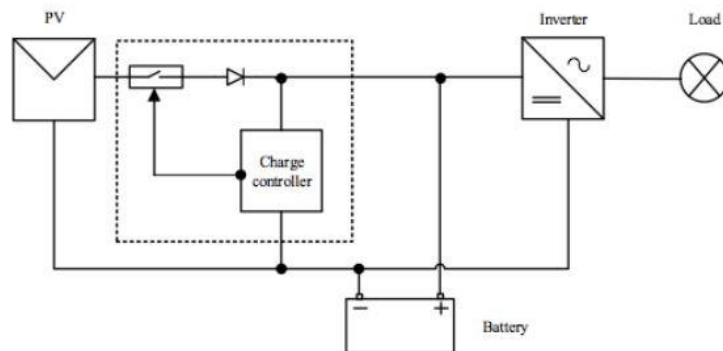 PV
Inverter
Load
Charge
controller
Battery